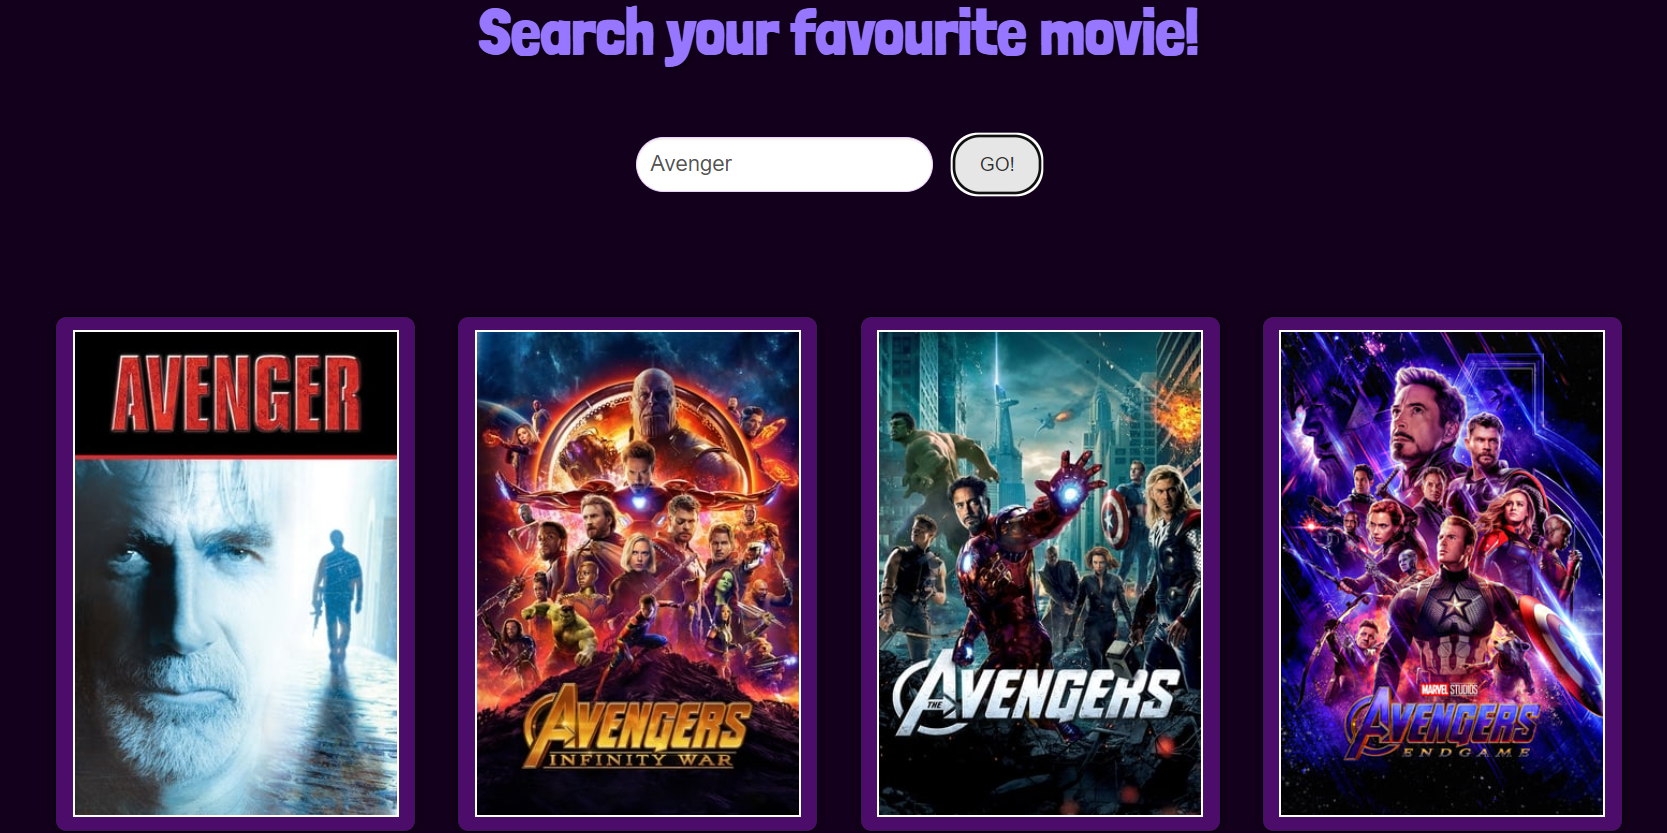 Search your favourite movie!
Avenger
GO!
AVENGER
AVENGERS
INFINITY WAR
THE AVENGERS
MARVEL STUDIOS
AVENGERS
ENDGAME